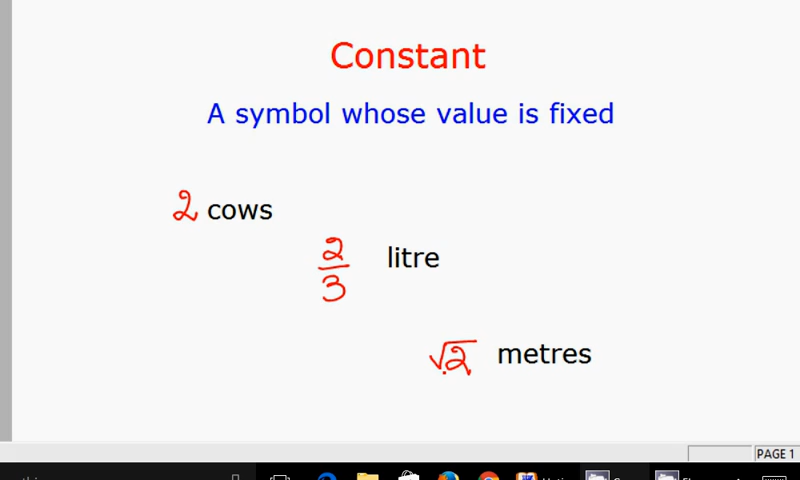 Constant
A symbol whose value is fixed
2 cows
2/3 litre
√2 metres
PAGE 1